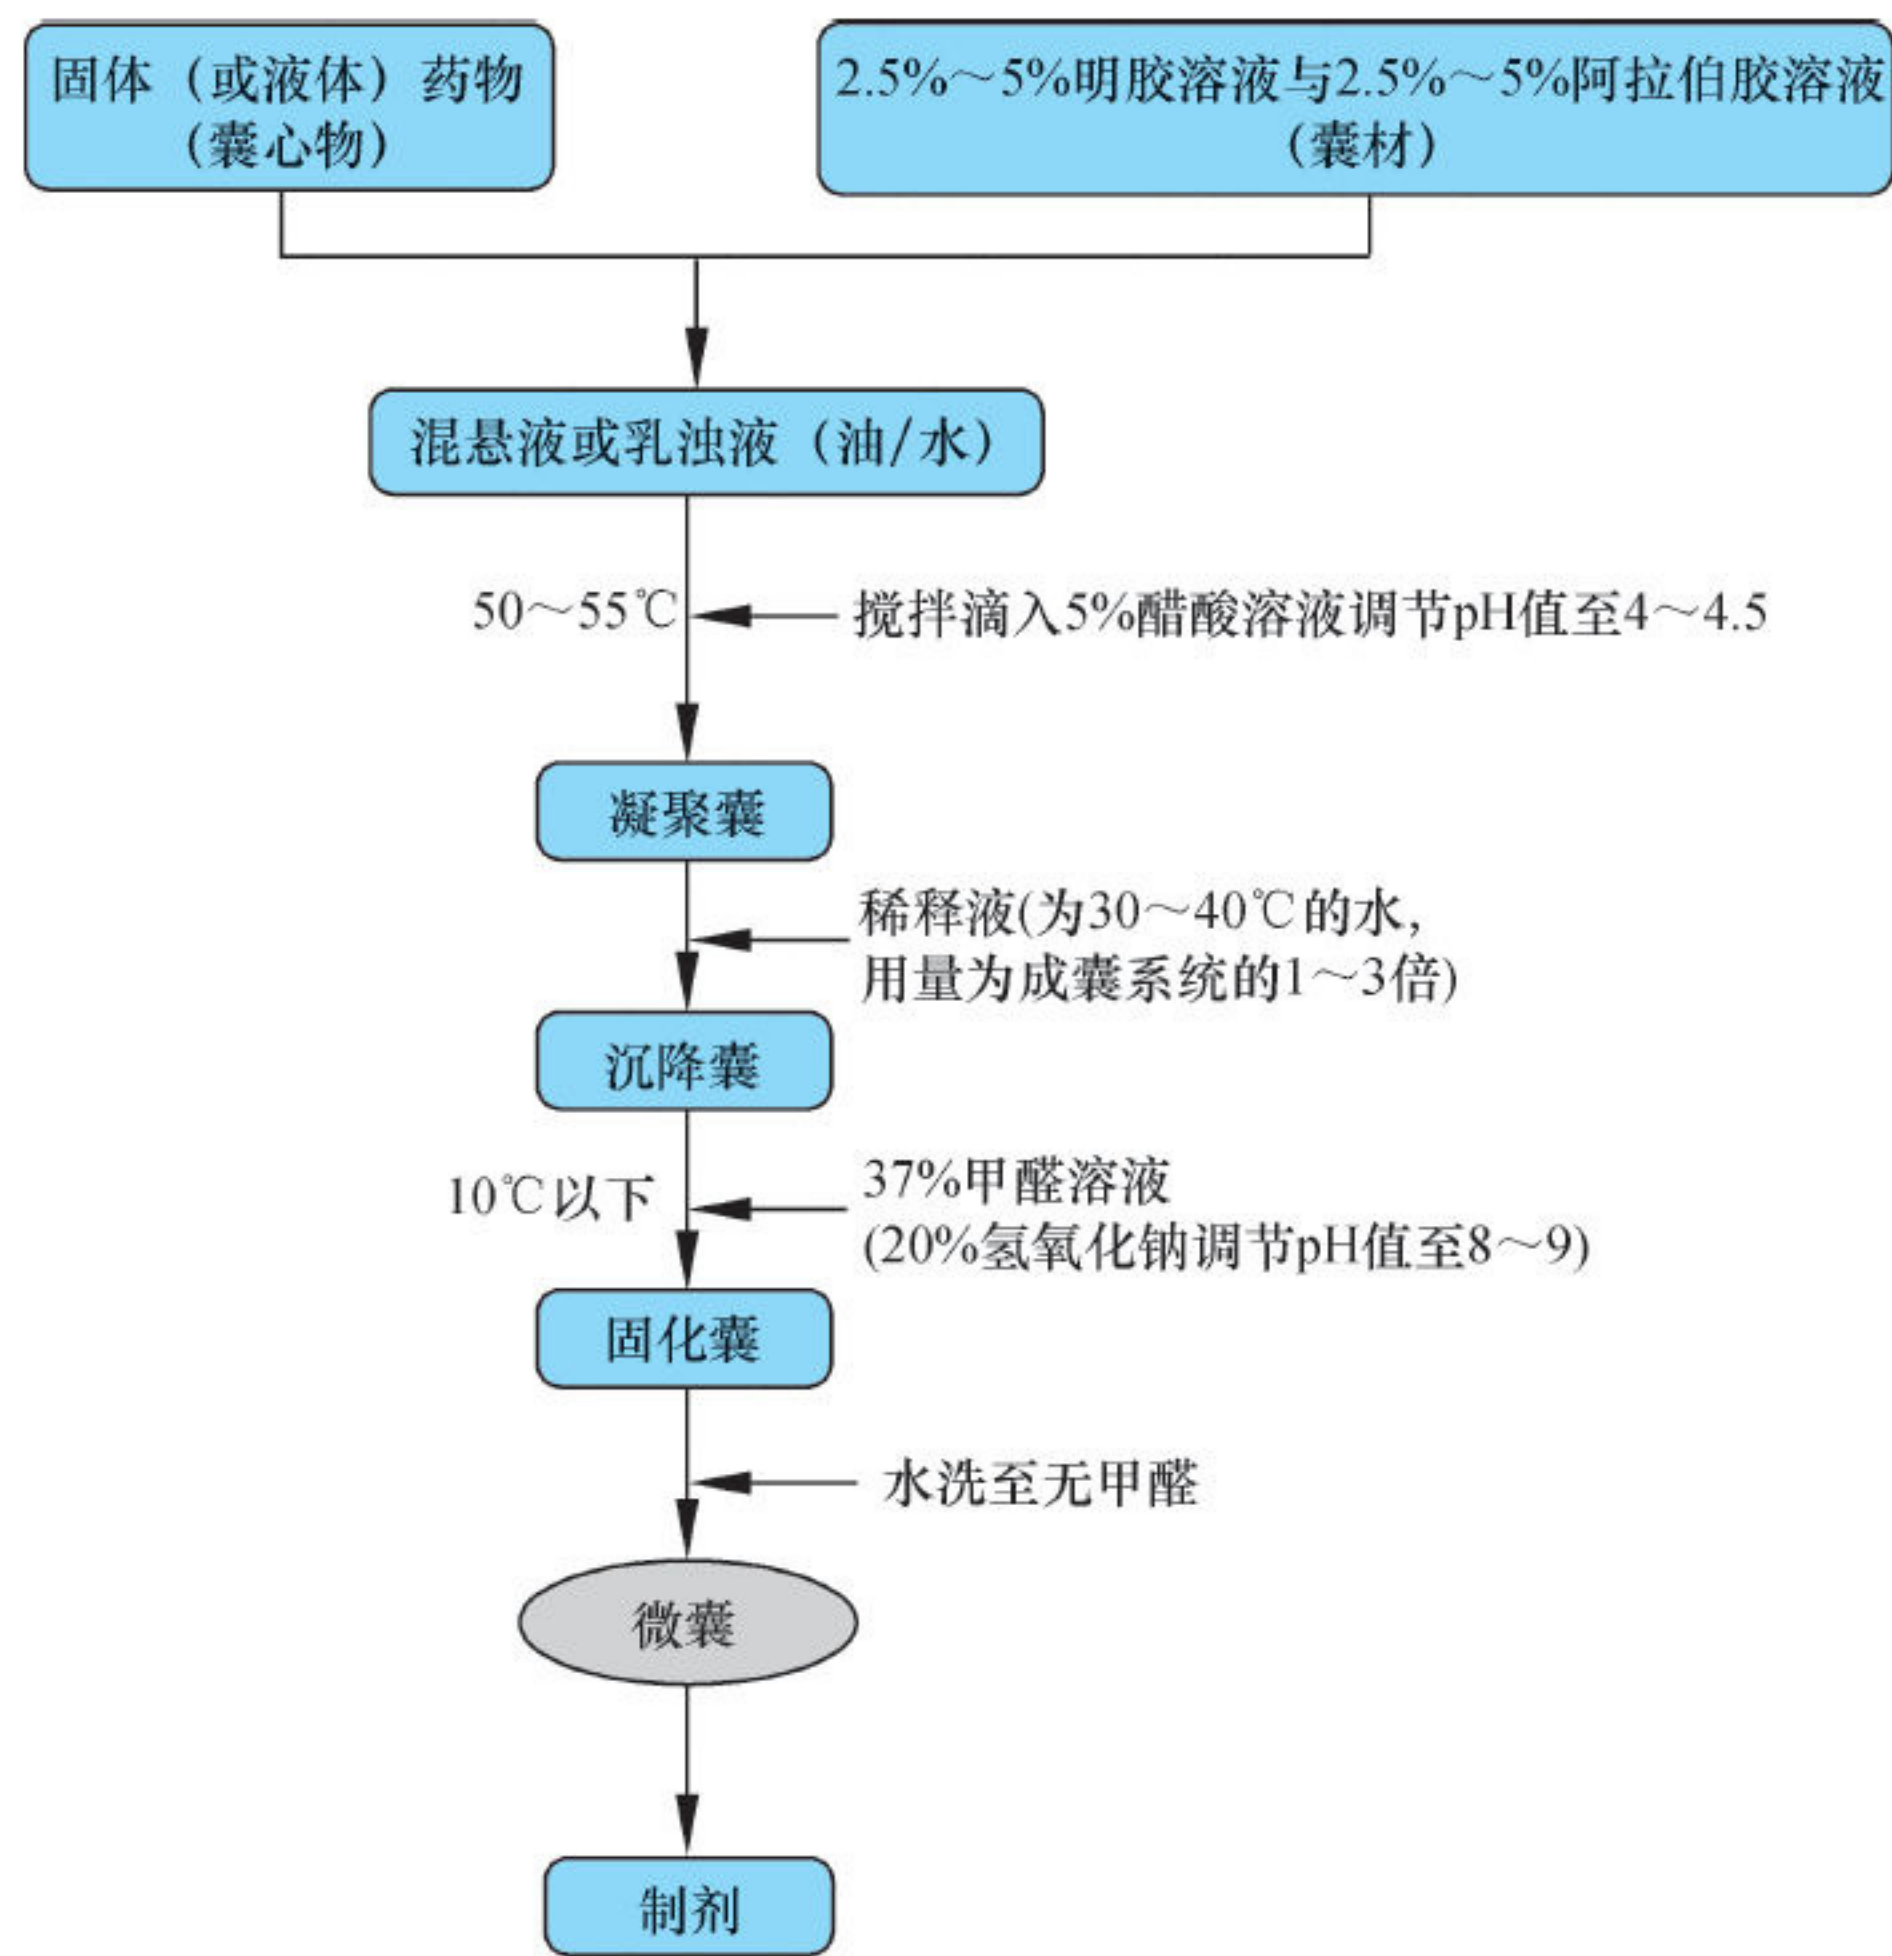 固体（或液体）药物
（囊心物）
2.5%～5%明胶溶液与2.5%～5%阿拉伯胶溶液
（囊材）
混悬液或乳浊液（油/水）
50～55℃
搅拌滴入5%醋酸溶液调节pH值至4～4.5
凝聚囊
稀释液(为30～40℃的水,
用量为成囊系统的1～3倍)
沉降囊
10℃以下
37%甲醛溶液
(20%氢氧化钠调节pH值至8～9)
固化囊
水洗至无甲醛
微囊
制剂